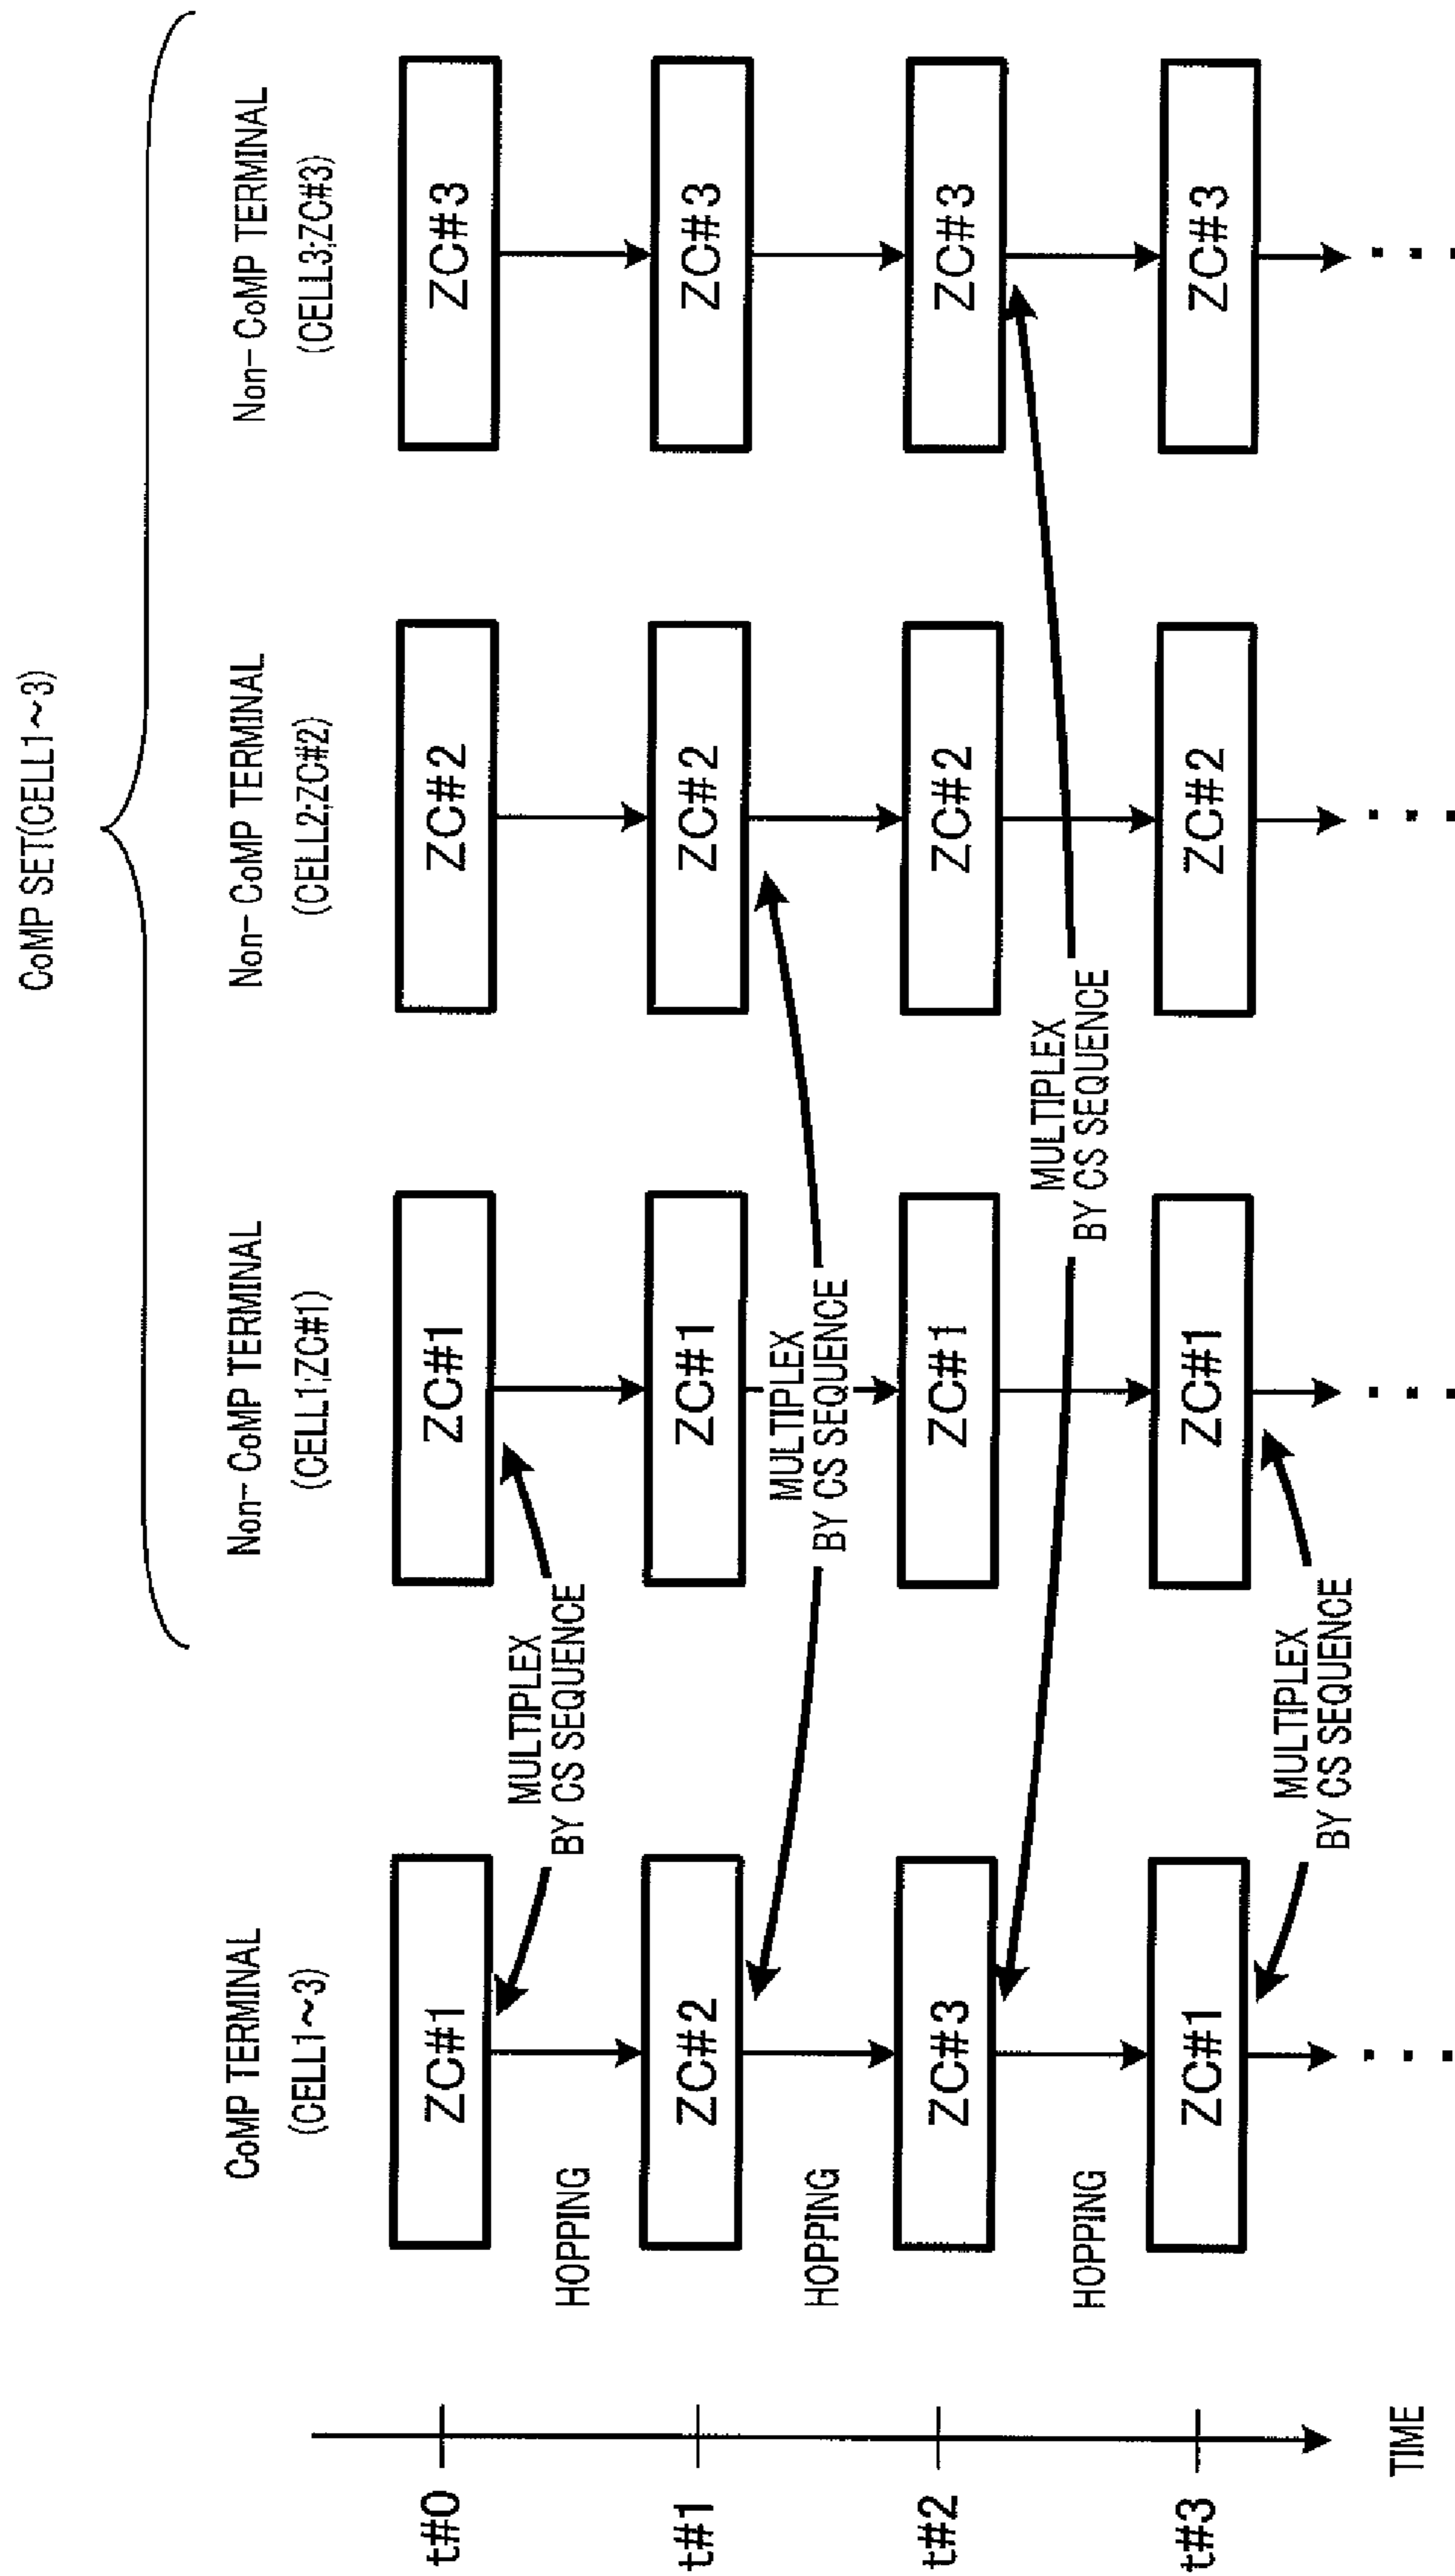 CoMP SET(CELL1~3)
CoMP TERMINAL
(CELL1~3)
Non-CoMP TERMINAL
(CELL1;ZC#1)
Non-CoMP TERMINAL
(CELL2;ZC#2)
Non-CoMP TERMINAL
(CELL3;ZC#3)
t#0
ZC#1
ZC#1
ZC#2
ZC#3
HOPPING
MULTIPLEX
BY CS SEQUENCE
t#1
ZC#2
ZC#1
ZC#2
ZC#3
HOPPING
MULTIPLEX
BY CS SEQUENCE
t#2
ZC#3
ZC#1
ZC#2
ZC#3
HOPPING
MULTIPLEX
BY CS SEQUENCE
t#3
ZC#1
ZC#1
ZC#2
ZC#3
MULTIPLEX
BY CS SEQUENCE
TIME